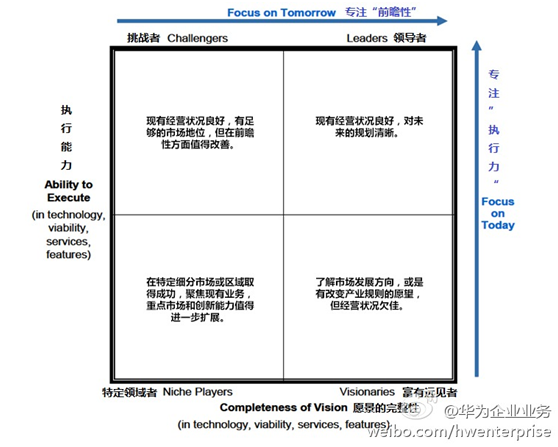 Focus on Tomorrow 专注“前瞻性”
挑战者 Challengers
Leaders 领导者
执
行
能
力
Ability to
Execute
(in technology,
viability,
services,
features)
现有经营状况良好，有足
够的市场地位，但在前瞻
性方面值得改善。
现有经营状况良好，对未
来的规划清晰。
专
注
“
执
行
力
“
Focus
on
Today
在特定细分市场或区域取
得成功，聚焦现有业务，
重点市场和创新能力值得
进一步扩展。
了解市场发展方向，或是
有改变产业规则的愿望，
但经营状况欠佳。
特定领域者 Niche Players
Visionaries 富有远见者
Completeness of Vision 愿景的完整性
(in technology, viability, services, features)
@华为企业业务
weibo.com/hwenterprise